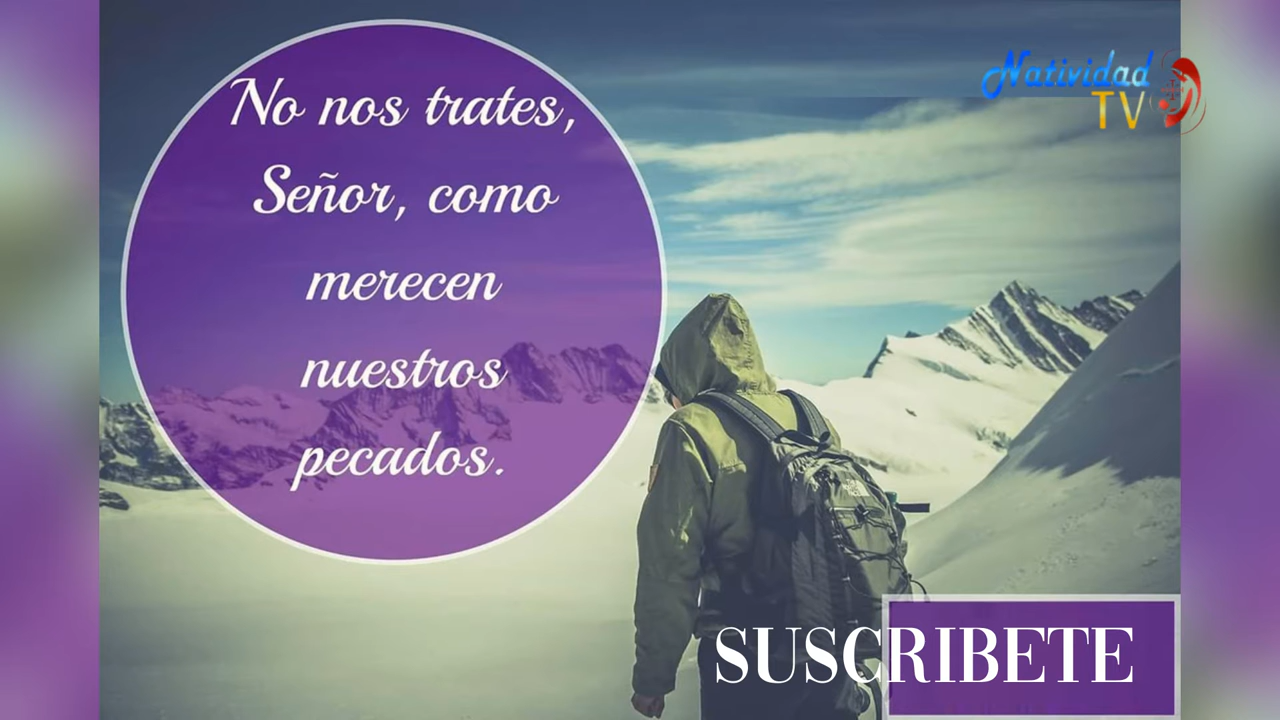 No nos trates,
Señor, como
merecen
nuestros
pecados.
Natividad
TV
SUSCRIBETE